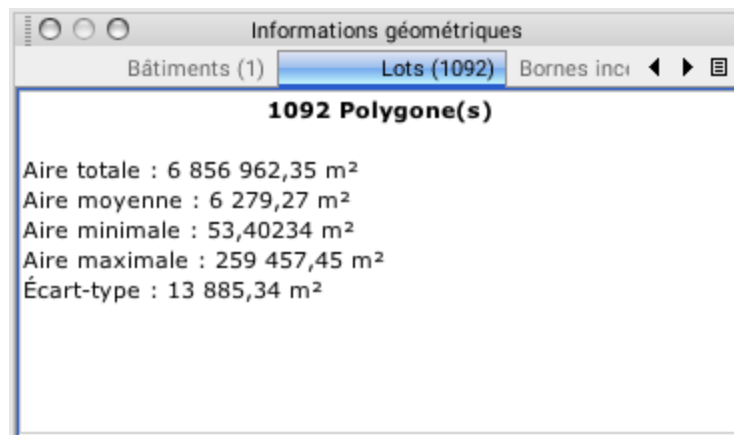 Informations géométriques
Bâtiments (1) Lots (1092) Bornes
1092 Polygone(s)
Aire totale : 6 856 962,35 m²
Aire moyenne : 6 279,27 m²
Aire minimale : 53,40234 m²
Aire maximale : 259 457,45 m²
Écart-type : 13 885,34 m²